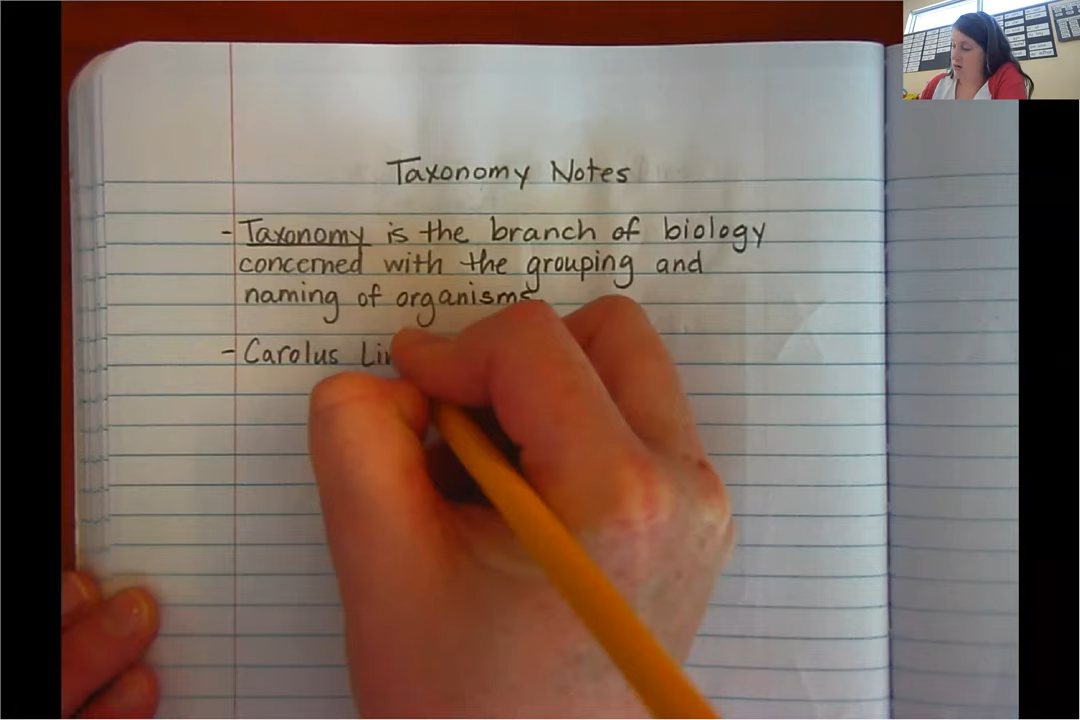 Taxonomy Notes
- Taxonomy is the branch of biology
concerned with the grouping and
naming of organisms.
- Carolus